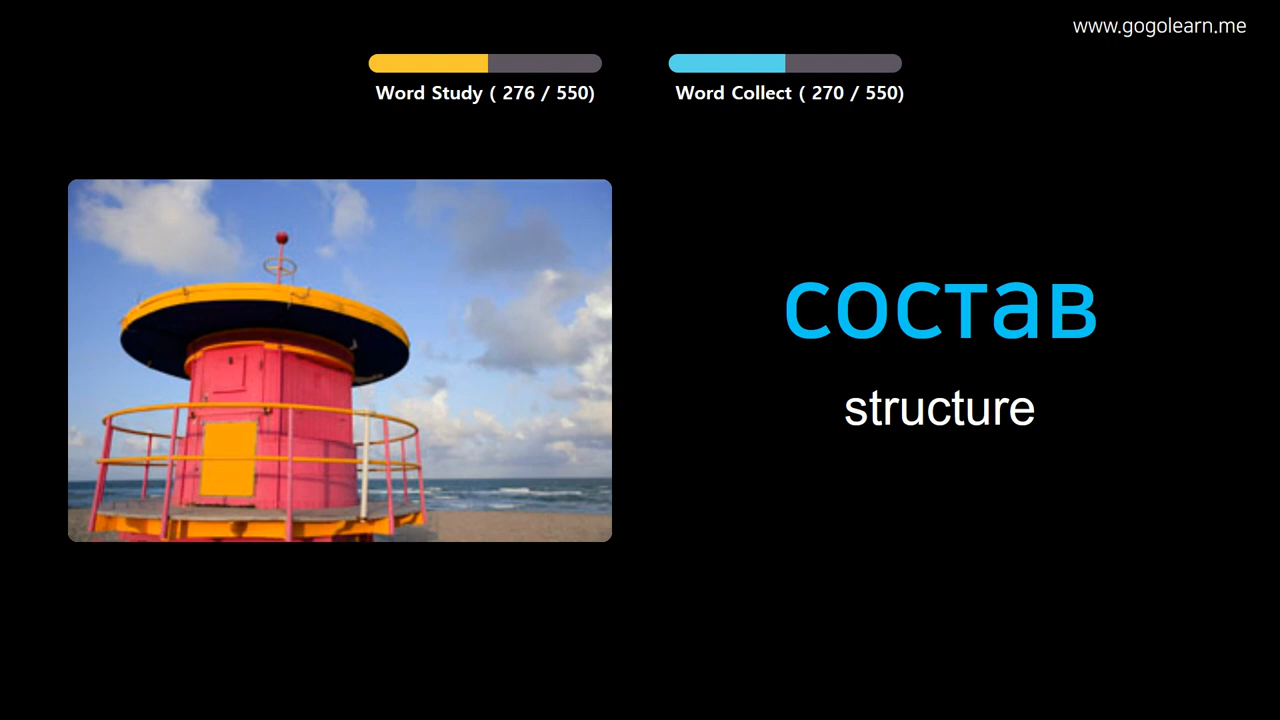 www.gogolearn.me
Word Study ( 276 / 550)
Word Collect ( 270 / 550)
состав
structure